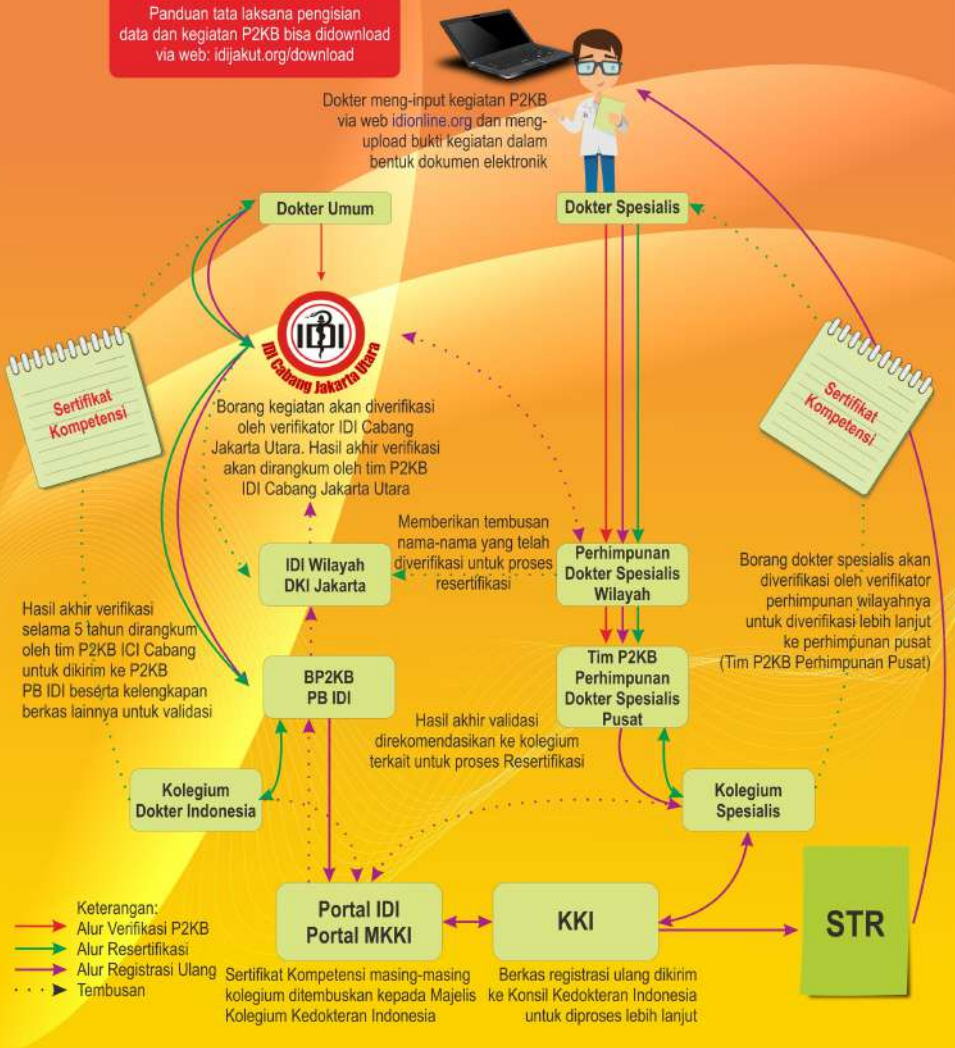 Panduan tata laksana pengisian
data dan kegiatan P2KB bisa didownload
via web: idijakut.org/download
Dokter meng-input kegiatan P2KB
via web idionline.org dan meng-
upload bukti kegiatan dalam
bentuk dokumen elektronik
Dokter Umum
Dokter Spesialis
IDI
IDI Cabang Jakarta Utara
Sertifikat
Kompetensi
Sertifikat
Kompetensi
Borang kegiatan akan diverifikasi
oleh verifikator IDI Cabang
Jakarta Utara. Hasil akhir verifikasi
akan dirangkum oleh tim P2KB
IDI Cabang Jakarta Utara
Memberikan tembusan
nama-nama yang telah
diverifikasi untuk proses
resertifikasi
IDI Wilayah
DKI Jakarta
Perhimpunan
Dokter Spesialis
Wilayah
Borang dokter spesialis akan
diverifikasi oleh verifikator
perhimpunan wilayahnya
untuk diverifikasi lebih lanjut
ke perhimpunan pusat
(Tim P2KB Perhimpunan Pusat)
Hasil akhir verifikasi
selama 5 tahun dirangkum
oleh tim P2KB ICI Cabang
untuk dikirim ke P2KB
PB IDI beserta kelengkapan
berkas lainnya untuk validasi
BP2KB
PB IDI
Tim P2KB
Perhimpunan
Dokter Spesialis
Pusat
Hasil akhir validasi
direkomendasikan ke kolegium
terkait untuk proses Resertifikasi
Kolegium
Dokter Indonesia
Kolegium
Spesialis
Portal IDI
Portal MKKI
KKI
STR
Keterangan:
Alur Verifikasi P2KB
Alur Resertifikasi
Alur Registrasi Ulang
Tembusan
Sertifikat Kompetensi masing-masing
kolegium ditembuskan kepada Majelis
Kolegium Kedokteran Indonesia
Berkas registrasi ulang dikirim
ke Konsil Kedokteran Indonesia
untuk diproses lebih lanjut